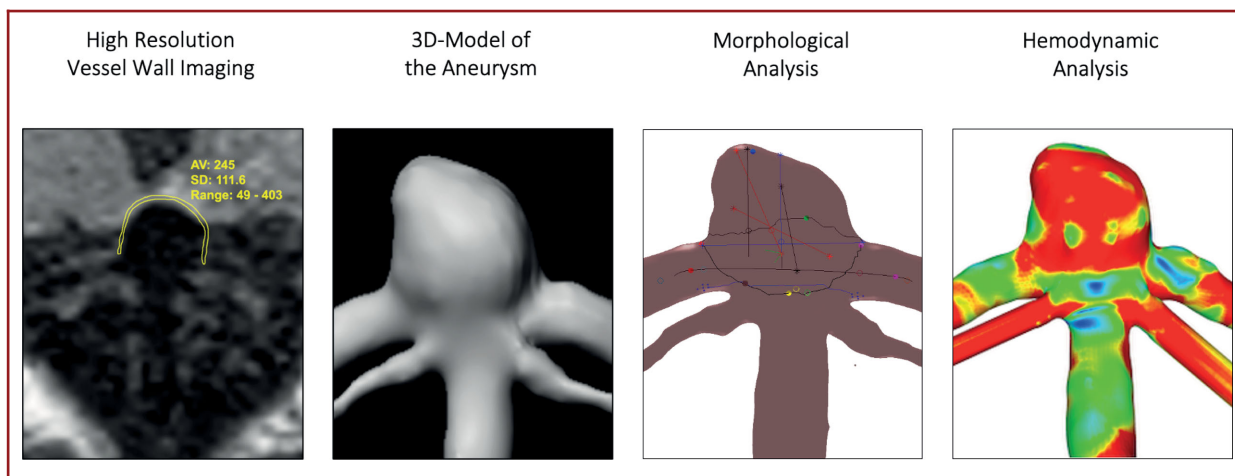 High Resolution
Vessel Wall Imaging
3D-Model of
the Aneurysm
Morphological
Analysis
Hemodynamic
Analysis
AV: 245
SD: 111.6
Range: 49 - 403